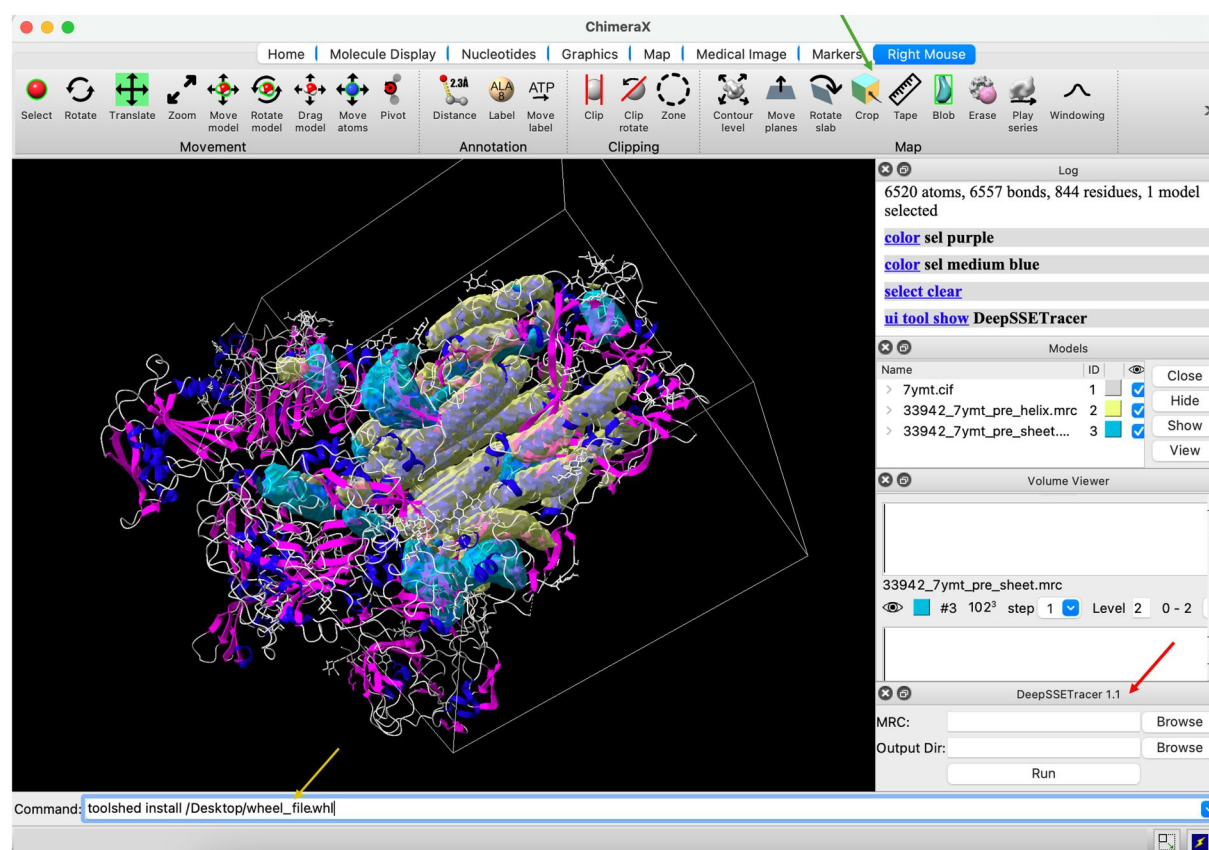 ChimeraX
Home Molecule Display Nucleotides Graphics Map Medical Image Markers Right Mouse
2.3Å ALA 8 ATP
Select Rotate Translate Zoom Move model Rotate model Drag model Move atoms Pivot Distance Label Move label Clip Clip rotate Zone Contour level Move planes Rotate slab Crop Tape Blob Erase Play series Windowing
Movement Annotation Clipping Map
Log
6520 atoms, 6557 bonds, 844 residues, 1 model
selected
color sel purple
color sel medium blue
select clear
ui tool show DeepSSETracer
Models
Name ID
7ymt.cif 1
33942_7ymt_pre_helix.mrc 2
33942_7ymt_pre_sheet.... 3
Close
Hide
Show
View
Volume Viewer
33942_7ymt_pre_sheet.mrc
#3 102³ step 1 Level 2 0 - 2
DeepSSETracer 1.1
MRC: Browse
Output Dir: Browse
Run
Command: toolshed install /Desktop/wheel_file.whl